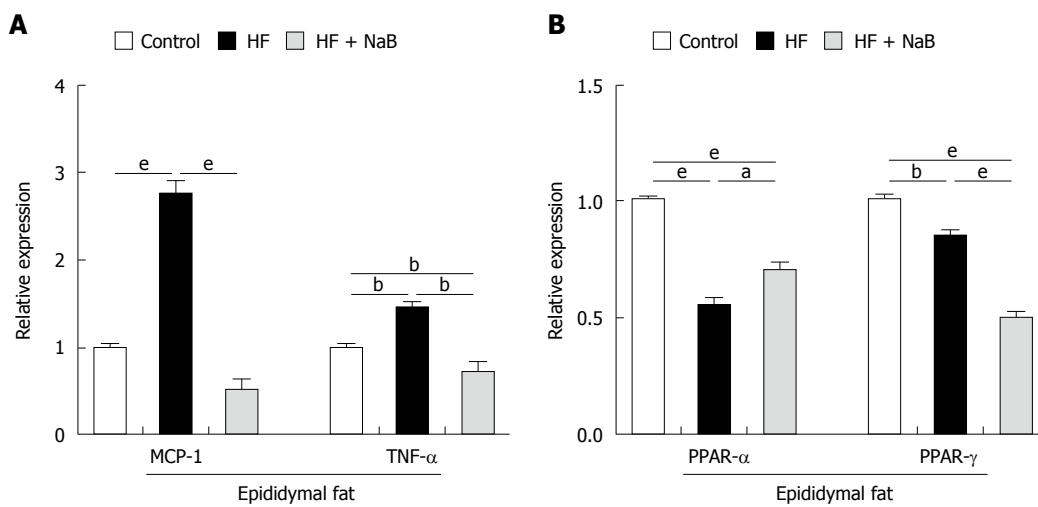 A
Control HF HF + NaB
Relative expression
4
3
2
1
0
e e
b
b b
MCP-1 TNF-α
Epididymal fat
B
Control HF HF + NaB
Relative expression
1.5
1.0
0.5
0.0
e
e a
e
b e
PPAR-α PPAR-γ
Epididymal fat